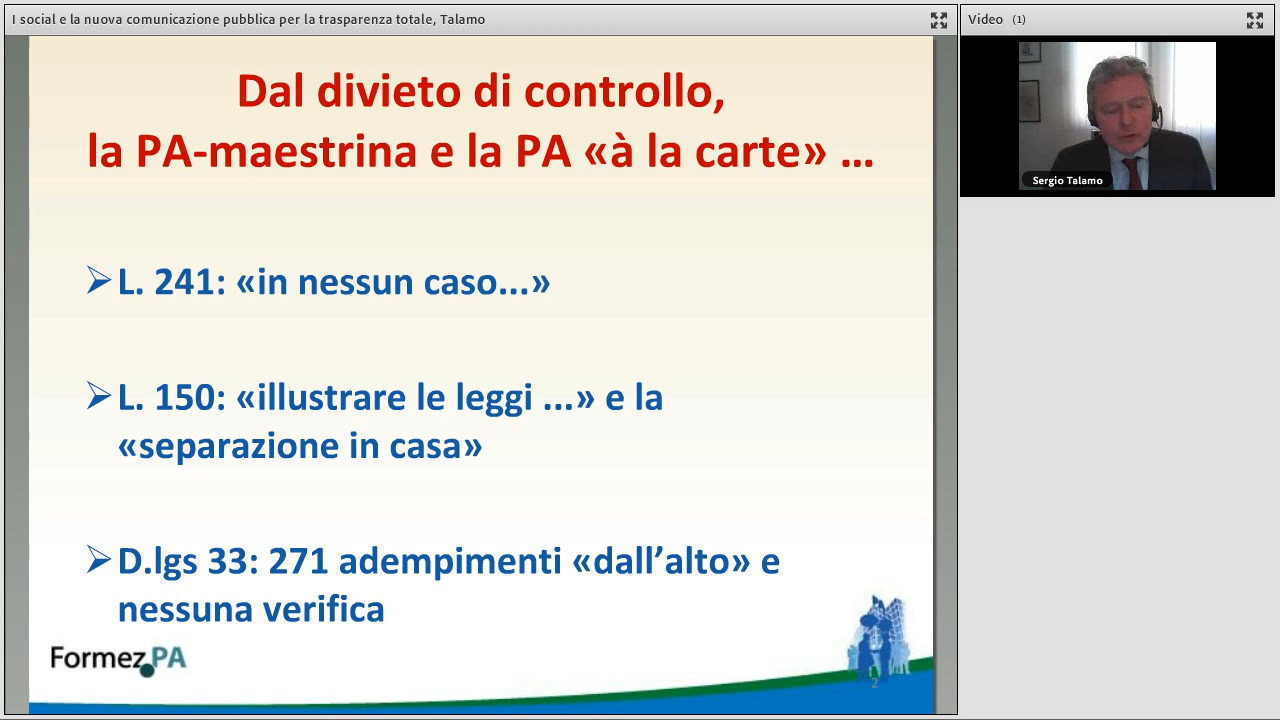 I social e la nuova comunicazione pubblica per la trasparenza totale, Talamo
Video (1)
Sergio Talamo
Dal divieto di controllo,
la PA-maestrina e la PA «à la carte» ...
L. 241: «in nessun caso...»
L. 150: «illustrare le leggi ...» e la
«separazione in casa»
D.lgs 33: 271 adempimenti «dall’alto» e
nessuna verifica
Formez PA
2